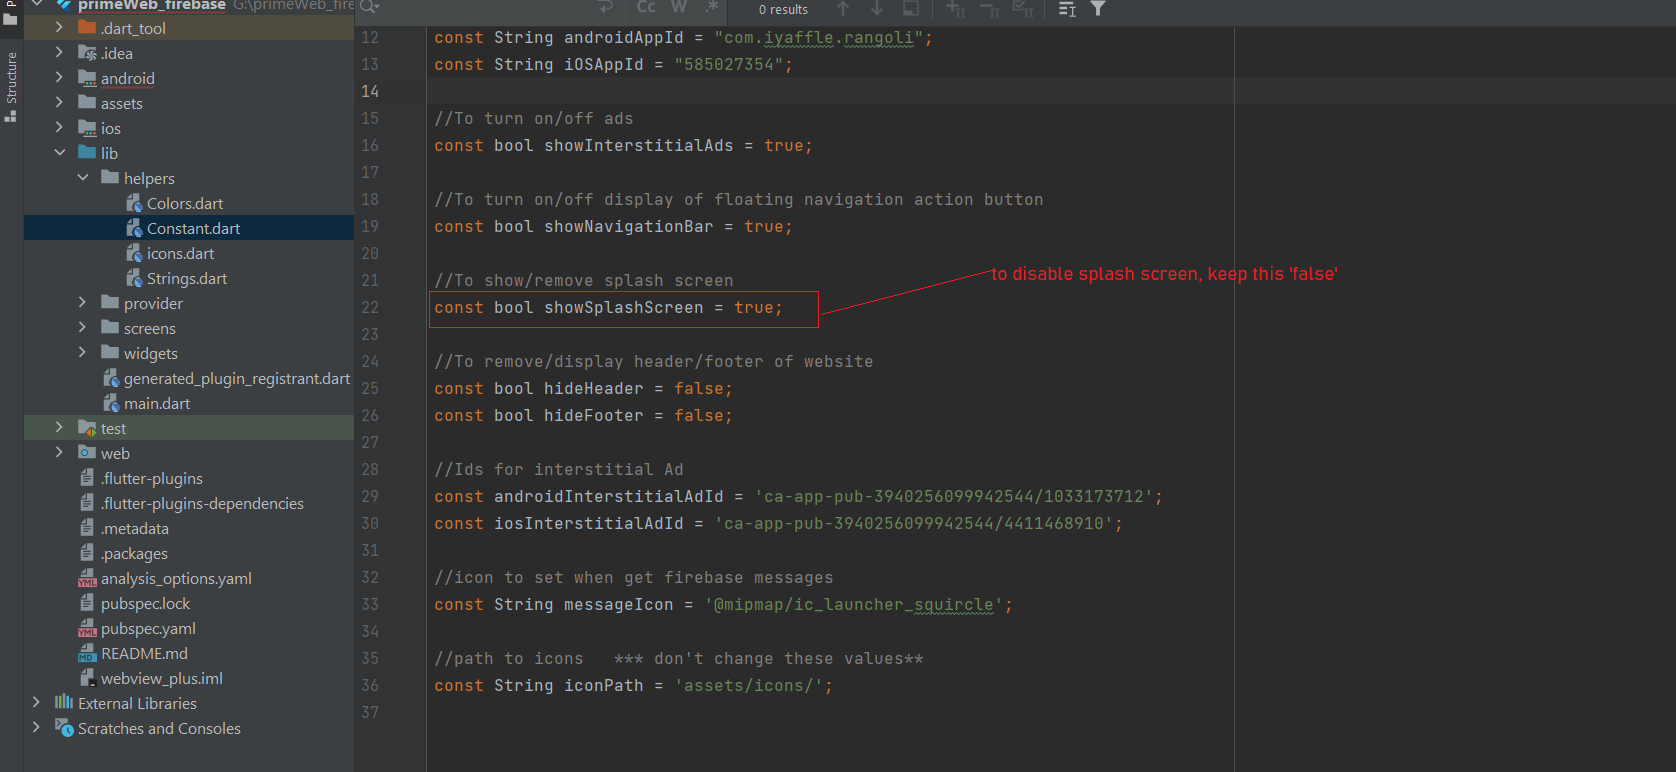 primeWeb_firebase G:\primeWeb_fireb
Cc W .* 0 results
Structure
.dart_tool
.idea
android
assets
ios
lib
helpers
Colors.dart
Constant.dart
icons.dart
Strings.dart
provider
screens
widgets
generated_plugin_registrant.dart
main.dart
test
web
.flutter-plugins
.flutter-plugins-dependencies
.metadata
.packages
analysis_options.yaml
pubspec.lock
pubspec.yaml
README.md
webview_plus.iml
External Libraries
Scratches and Consoles
12 const String androidAppId = "com.iyaffle.rangoli";
13 const String iOSAppId = "585027354";
14
15 //To turn on/off ads
16 const bool showInterstitialAds = true;
17
18 //To turn on/off display of floating navigation action button
19 const bool showNavigationBar = true;
20
21 //To show/remove splash screen
to disable splash screen, keep this 'false'
22 const bool showSplashScreen = true;
23
24 //To remove/display header/footer of website
25 const bool hideHeader = false;
26 const bool hideFooter = false;
27
28 //Ids for interstitial Ad
29 const androidInterstitialAdId = 'ca-app-pub-3940256099942544/1033173712';
30 const iosInterstitialAdId = 'ca-app-pub-3940256099942544/4411468910';
31
32 //icon to set when get firebase messages
33 const String messageIcon = '@mipmap/ic_launcher_squircle';
34
35 //path to icons   *** don't change these values**
36 const String iconPath = 'assets/icons/';
37